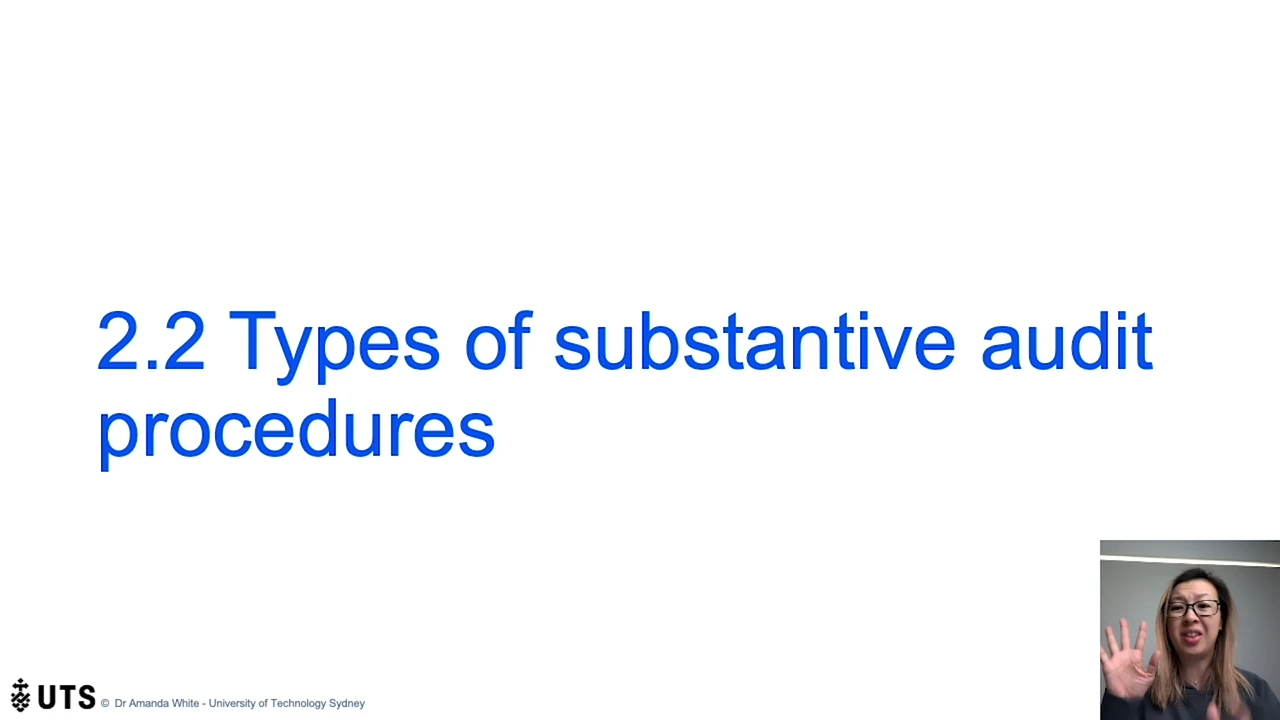 2.2 Types of substantive audit
procedures
UTS © Dr Amanda White - University of Technology Sydney